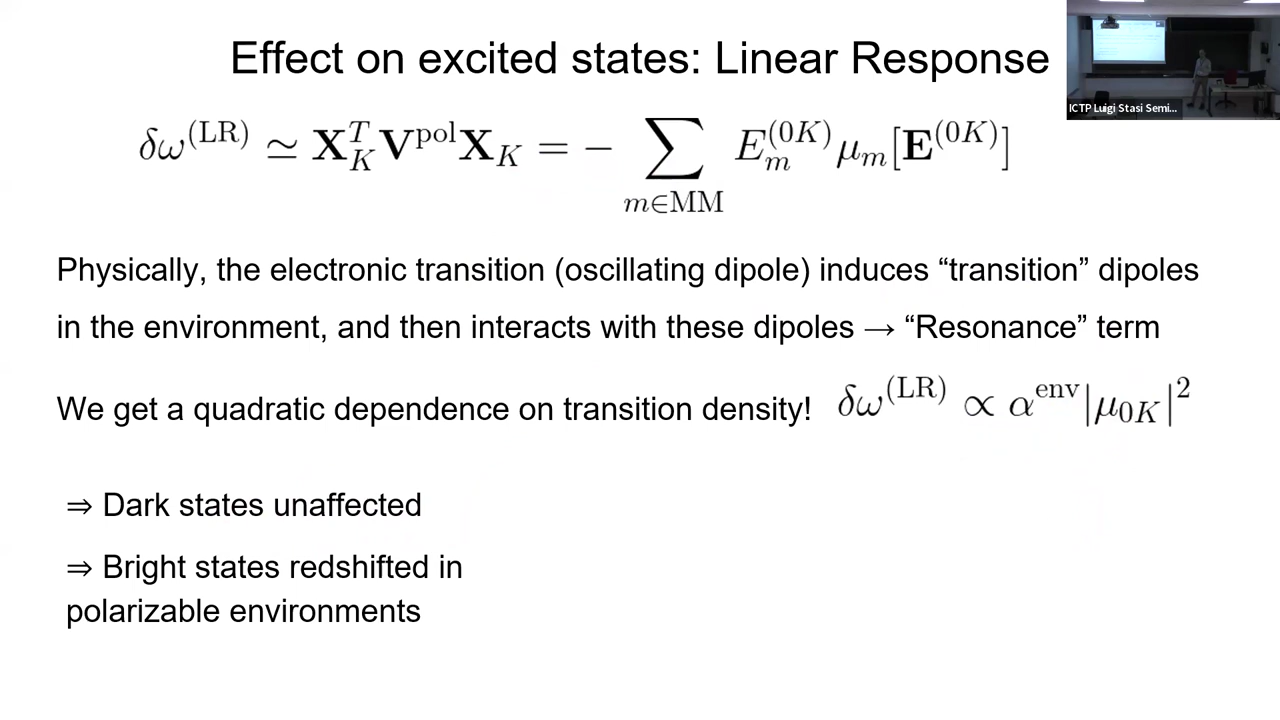 Effect on excited states: Linear Response
ICTP Luigi Stasi Semi...
δω^(LR) ≃ X_K^T V^pol X_K = − ∑_{m∈MM} E_m^(0K) μ_m[E^(0K)]
Physically, the electronic transition (oscillating dipole) induces “transition” dipoles
in the environment, and then interacts with these dipoles → “Resonance” term
We get a quadratic dependence on transition density! δω^(LR) ∝ α^env |μ_0K|^2
⇒ Dark states unaffected
⇒ Bright states redshifted in
polarizable environments